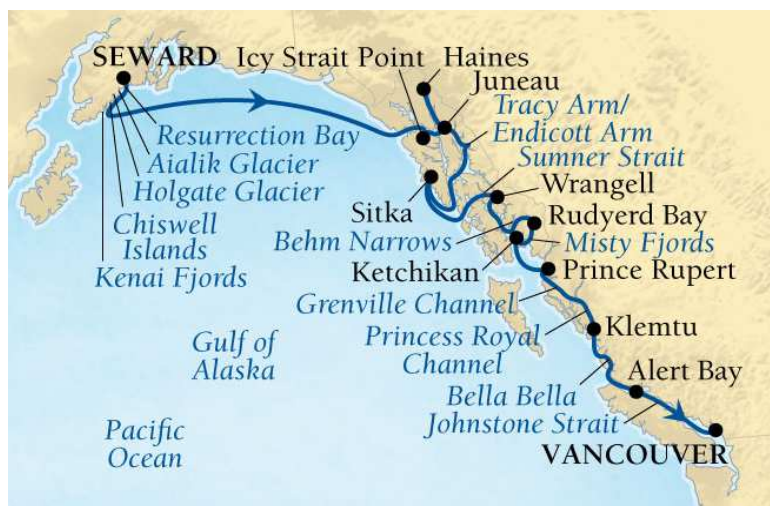 SEWARD
Icy Strait Point
Haines
Juneau
Tracy Arm/
Endicott Arm
Sumner Strait
Resurrection Bay
Aialik Glacier
Holgate Glacier
Chiswell
Islands
Kenai Fjords
Sitka
Wrangell
Rudyerd Bay
Behm Narrows
Misty Fjords
Ketchikan
Prince Rupert
Grenville Channel
Princess Royal
Channel
Klemtu
Gulf of
Alaska
Alert Bay
Bella Bella
Johnstone Strait
Pacific
Ocean
VANCOUVER